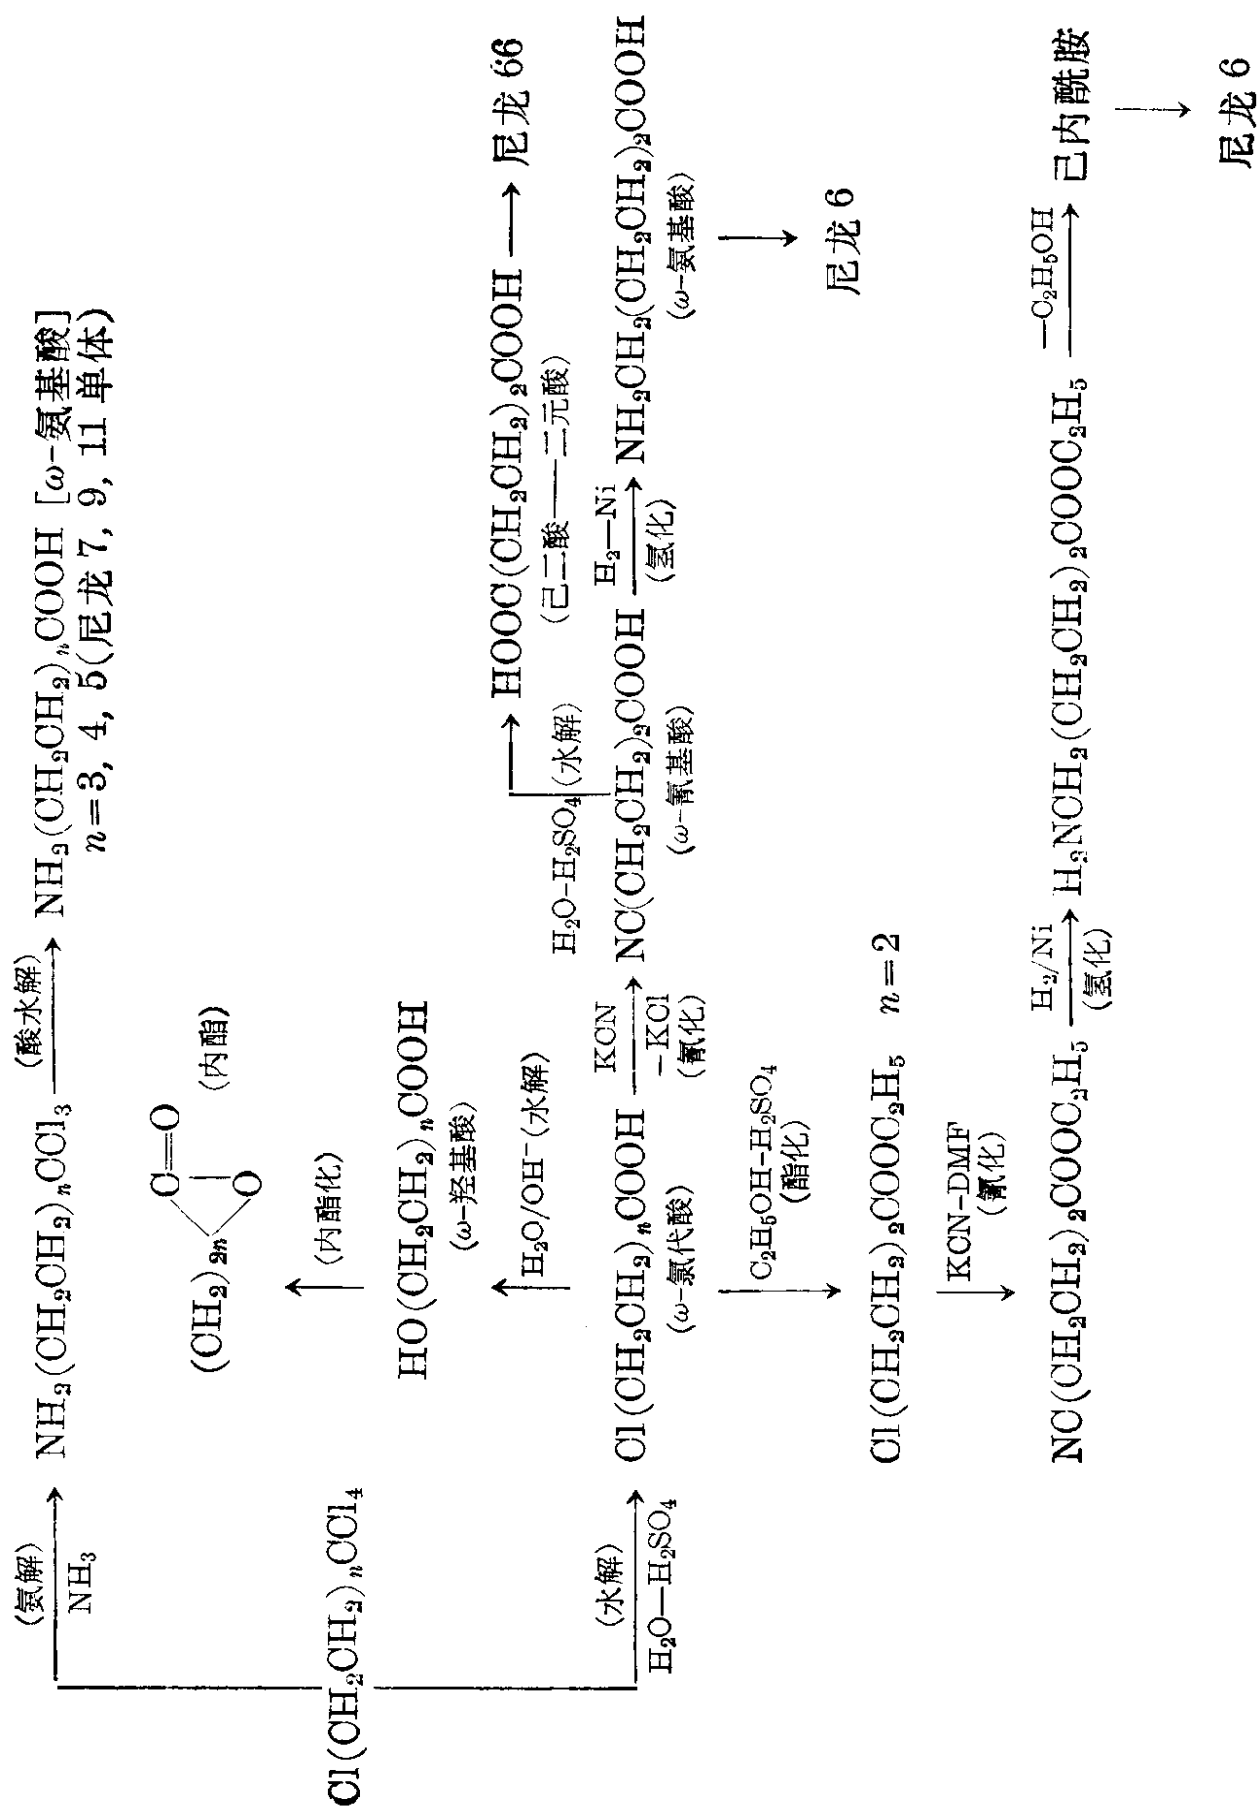 (氨解)
NH₃
NH₂(CH₂CH₂)ₙCCl₃
(酸水解)
NH₂(CH₂CH₂)ₙCOOH [ω-氨基酸]
n=3, 4, 5(尼龙 7, 9, 11 单体)
(CH₂)₂ₙ
C=O
O
(内酯)
(内酯化)
Cl(CH₂CH₂)ₙCCl₄
HO(CH₂CH₂)ₙCOOH
(ω-羟基酸)
H₂O/OH⁻(水解)
HOOC(CH₂CH₂)₂COOH
尼龙 66
(己二酸——二元酸)
H₂O-H₂SO₄(水解)
(水解)
H₂O—H₂SO₄
Cl(CH₂CH₂)ₙCOOH
(ω-氯代酸)
KCN
-KCl
(氰化)
NC(CH₂CH₂)₂COOH
(ω-氰基酸)
H₂—Ni
(氢化)
NH₂CH₂(CH₂CH₂)₂COOH
(ω-氨基酸)
尼龙 6
C₂H₅OH-H₂SO₄
(酯化)
Cl(CH₂CH₂)₂COOC₂H₅ n=2
KCN-DMF
(氰化)
NC(CH₂CH₂)₂COOC₂H₅
H₂/Ni
(氢化)
H₂NCH₂(CH₂CH₂)₂COOC₂H₅
—C₂H₅OH
己内酰胺
尼龙 6